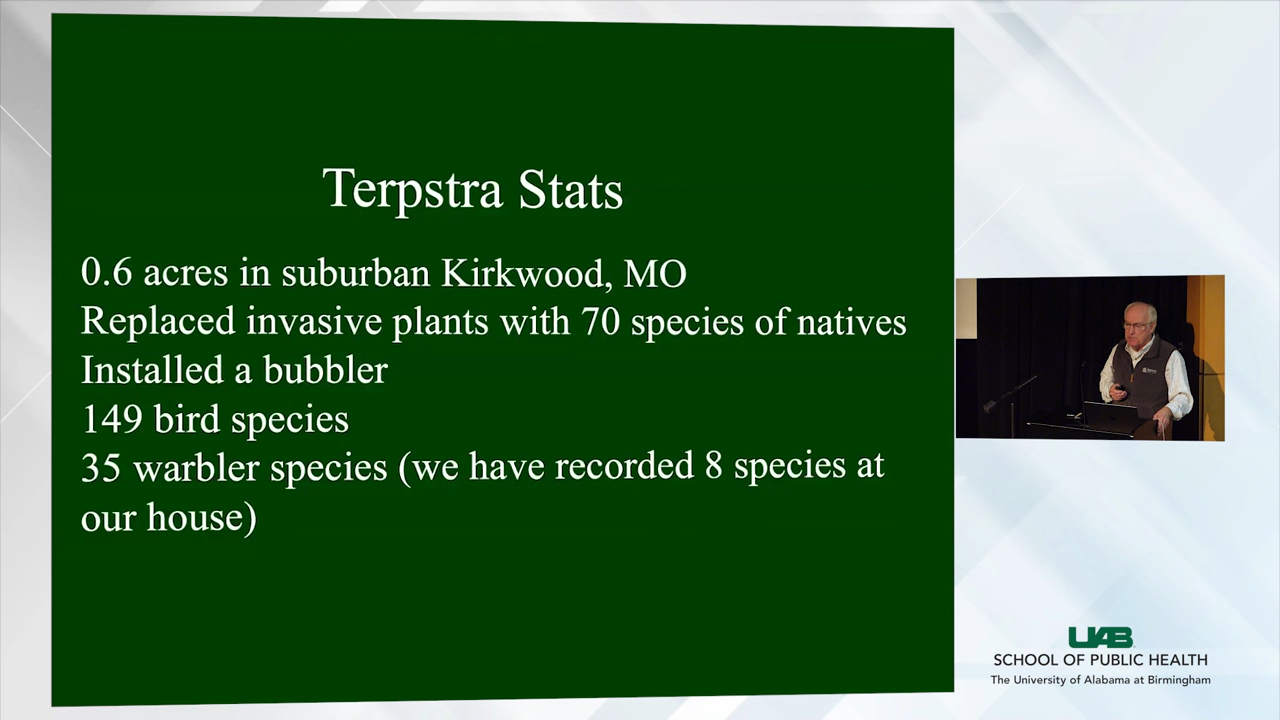 Terpstra Stats
0.6 acres in suburban Kirkwood, MO
Replaced invasive plants with 70 species of natives
Installed a bubbler
149 bird species
35 warbler species (we have recorded 8 species at
our house)
UAB
SCHOOL OF PUBLIC HEALTH
The University of Alabama at Birmingham